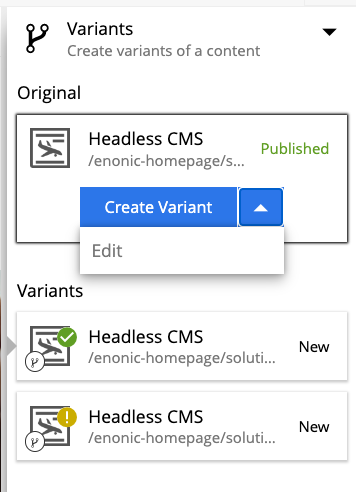 Variants
Create variants of a content
Original
Headless CMS
/enonic-homepage/s...
Published
Create Variant
Edit
Variants
Headless CMS
/enonic-homepage/soluti...
New
Headless CMS
/enonic-homepage/soluti...
New